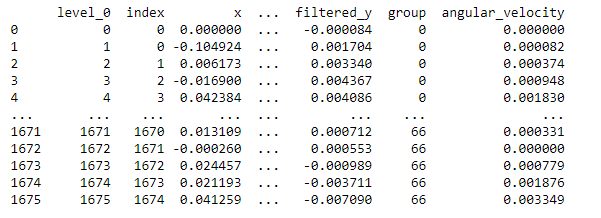 level_0 index x ... filtered_y group angular_velocity
0 0 0 0.000000 ... -0.000084 0 0.000000
1 1 0 -0.104924 ... 0.001704 0 0.000082
2 2 1 0.006173 ... 0.003340 0 0.000374
3 3 2 -0.016900 ... 0.004367 0 0.000948
4 4 3 0.042384 ... 0.004086 0 0.001830
... ... ... ... ... ... ... ...
1671 1671 1670 0.013109 ... 0.000712 66 0.000331
1672 1672 1671 -0.000260 ... 0.000553 66 0.000000
1673 1673 1672 0.024457 ... -0.000989 66 0.000779
1674 1674 1673 0.021193 ... -0.003711 66 0.001876
1675 1675 1674 0.041259 ... -0.007090 66 0.003349